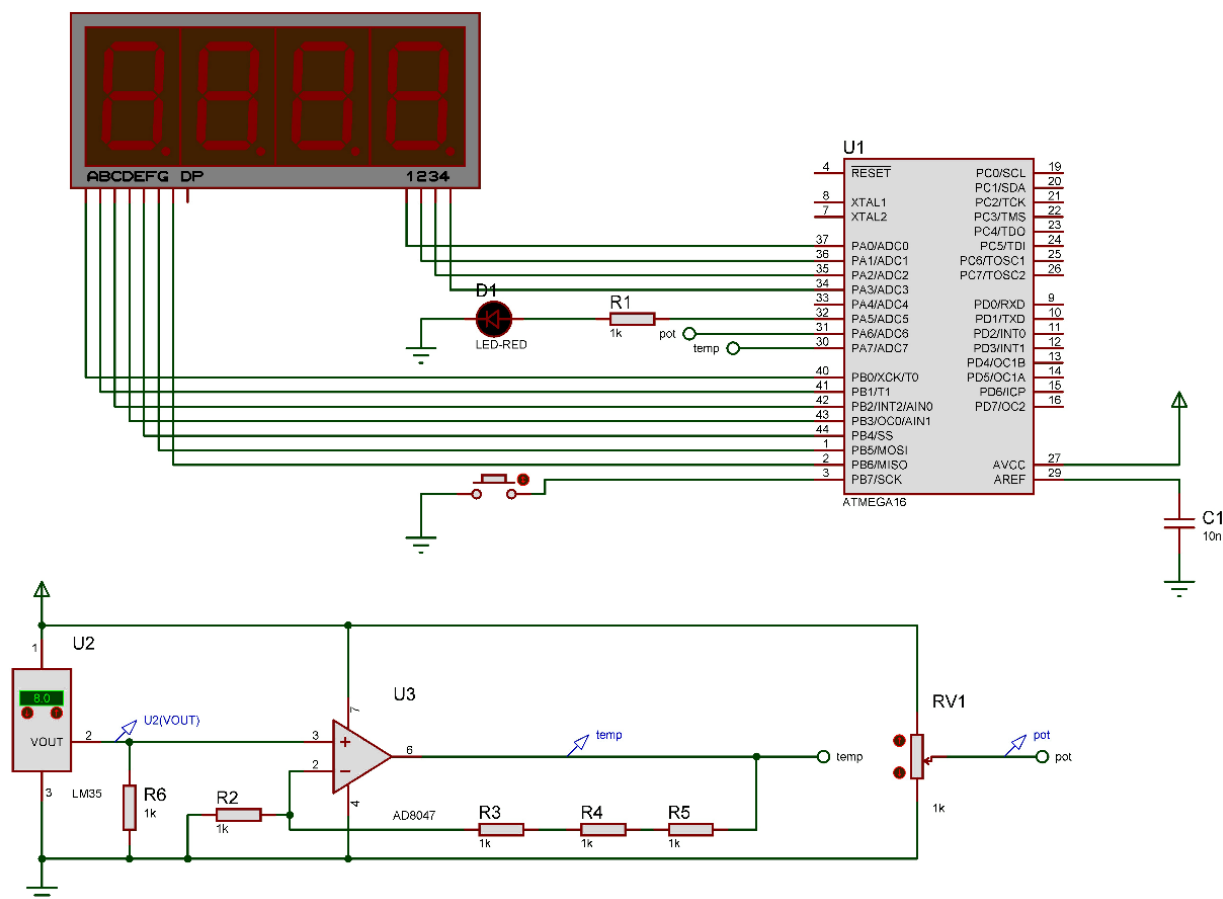 ABCDEFG DP
1234
U1
4
RESET
8
XTAL1
7
XTAL2
37
PA0/ADC0
36
PA1/ADC1
35
PA2/ADC2
34
PA3/ADC3
33
PA4/ADC4
32
PA5/ADC5
31
PA6/ADC6
30
PA7/ADC7
40
PB0/XCK/T0
41
PB1/T1
42
PB2/INT2/AIN0
43
PB3/OC0/AIN1
44
PB4/SS
1
PB5/MOSI
2
PB6/MISO
3
PB7/SCK
PC0/SCL
19
PC1/SDA
20
PC2/TCK
21
PC3/TMS
22
PC4/TDO
23
PC5/TDI
24
PC6/TOSC1
25
PC7/TOSC2
26
PD0/RXD
9
PD1/TXD
10
PD2/INT0
11
PD3/INT1
12
PD4/OC1B
13
PD5/OC1A
14
PD6/ICP
15
PD7/OC2
16
AVCC
27
AREF
29
ATMEGA16
D1
LED-RED
R1
1k
pot
temp
C1
10n
U2
1
8.0
VOUT
2
3
LM35
U2(VOUT)
R6
1k
R2
1k
U3
7
3
2
6
4
AD8047
temp
R3
1k
R4
1k
R5
1k
temp
RV1
1k
pot
pot